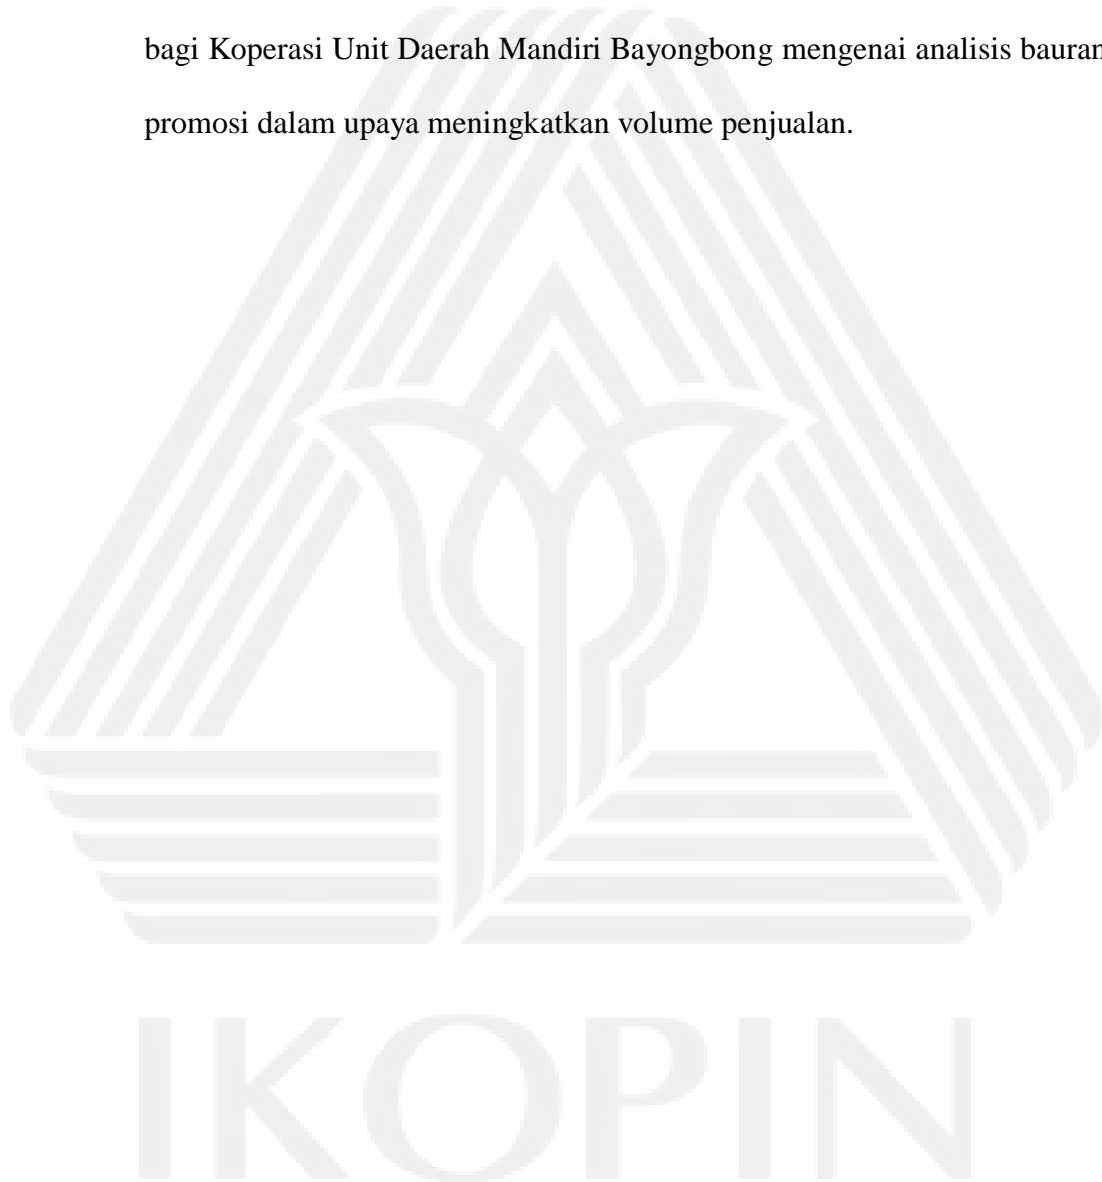 bagi Koperasi Unit Daerah Mandiri Bayongbong mengenai analisis bauran
promosi dalam upaya meningkatkan volume penjualan.
IKOPIN